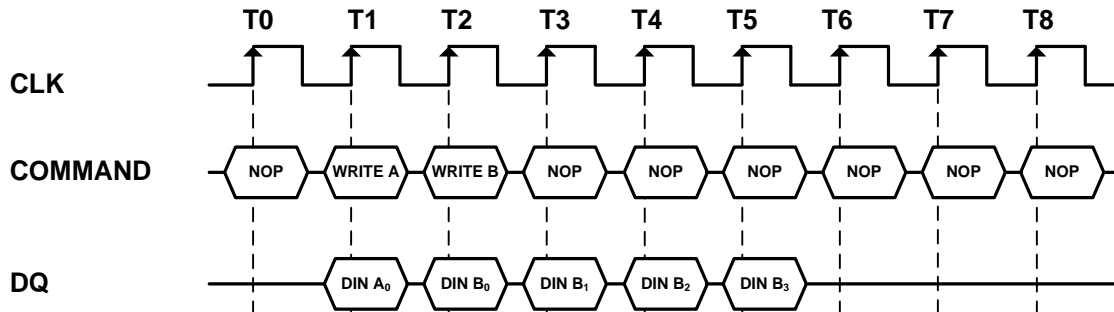 T0 T1 T2 T3 T4 T5 T6 T7 T8
CLK
COMMAND NOP WRITE A WRITE B NOP NOP NOP NOP NOP NOP
DQ DIN A₀ DIN B₀ DIN B₁ DIN B₂ DIN B₃